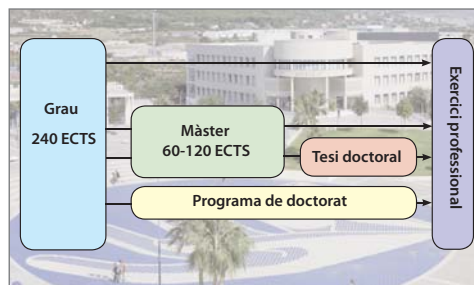 Grau
240 ECTS
Màster
60-120 ECTS
Tesi doctoral
Programa de doctorat
Exercici professional